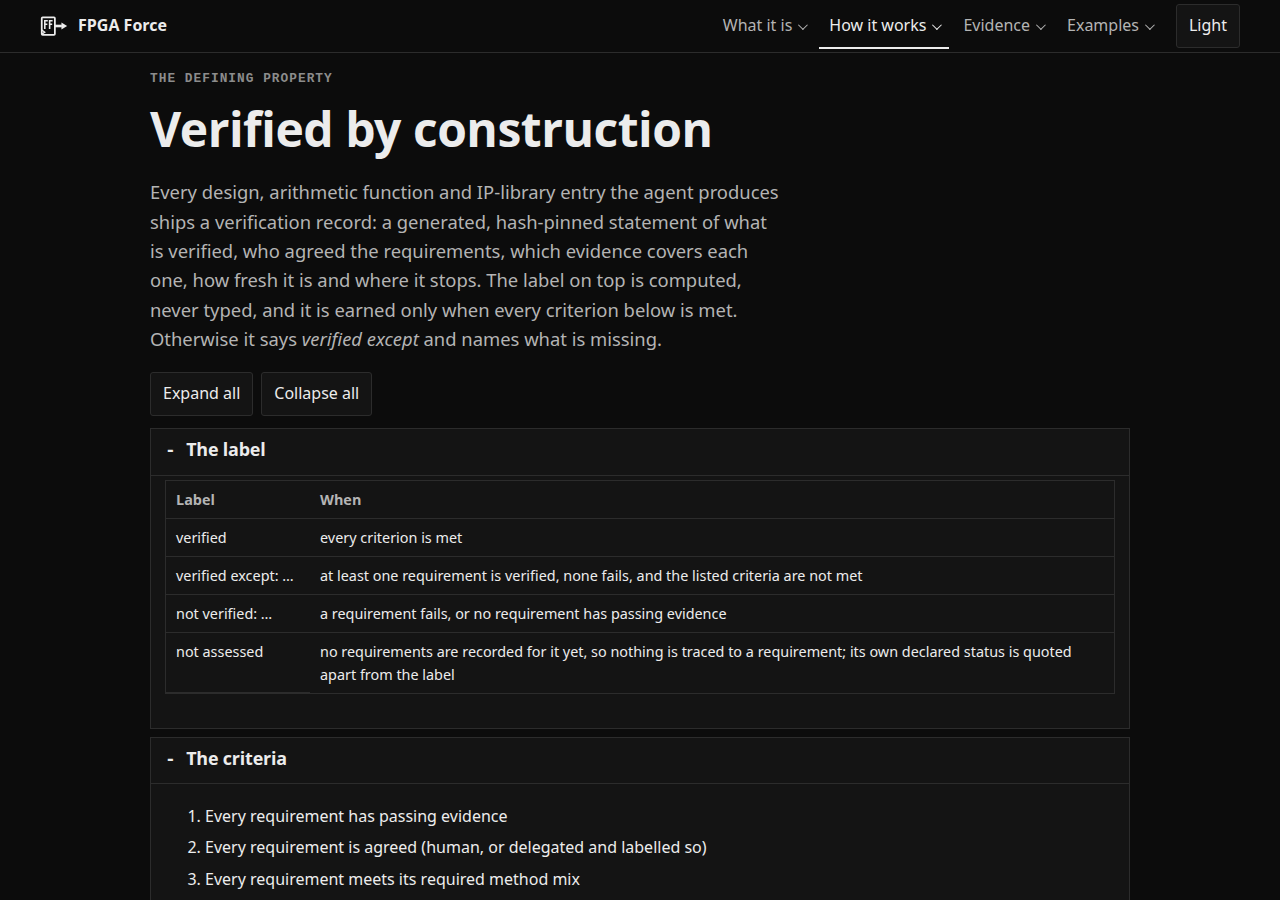 FPGA Force
What it is
How it works
Evidence
Examples
Light
THE DEFINING PROPERTY
Verified by construction
Every design, arithmetic function and IP-library entry the agent produces
ships a verification record: a generated, hash-pinned statement of what
is verified, who agreed the requirements, which evidence covers each
one, how fresh it is and where it stops. The label on top is computed,
never typed, and it is earned only when every criterion below is met.
Otherwise it says verified except and names what is missing.
Expand all
Collapse all
- The label
Label When
verified every criterion is met
verified except: ... at least one requirement is verified, none fails, and the listed criteria are not met
not verified: ... a requirement fails, or no requirement has passing evidence
not assessed no requirements are recorded for it yet, so nothing is traced to a requirement; its own declared status is quoted
apart from the label
- The criteria
1. Every requirement has passing evidence
2. Every requirement is agreed (human, or delegated and labelled so)
3. Every requirement meets its required method mix